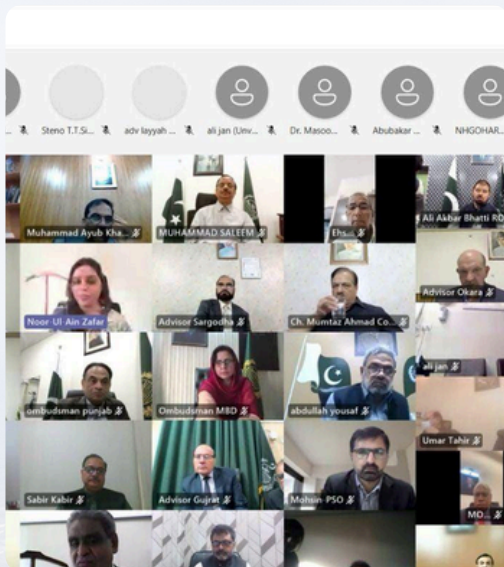 ... Steno T.T.Si... adv layyah ... ali jan (Unv... Dr. Masoo... Abubakar ... NHGOHAR...
Muhammad Ayub Kha... MUHAMMAD SALEEM Ehs... Ali Akbar Bhatti RO
Noor-Ul-Ain Zafar Advisor Sargodha Ch. Mumtaz Ahmad Co... Advisor Okara
ombudsman punjab Ombudsman MBD abdullah yousaf ali jan
Umar Tahir
Sabir Kabir Advisor Gujrat Mohsin-PSO MD...